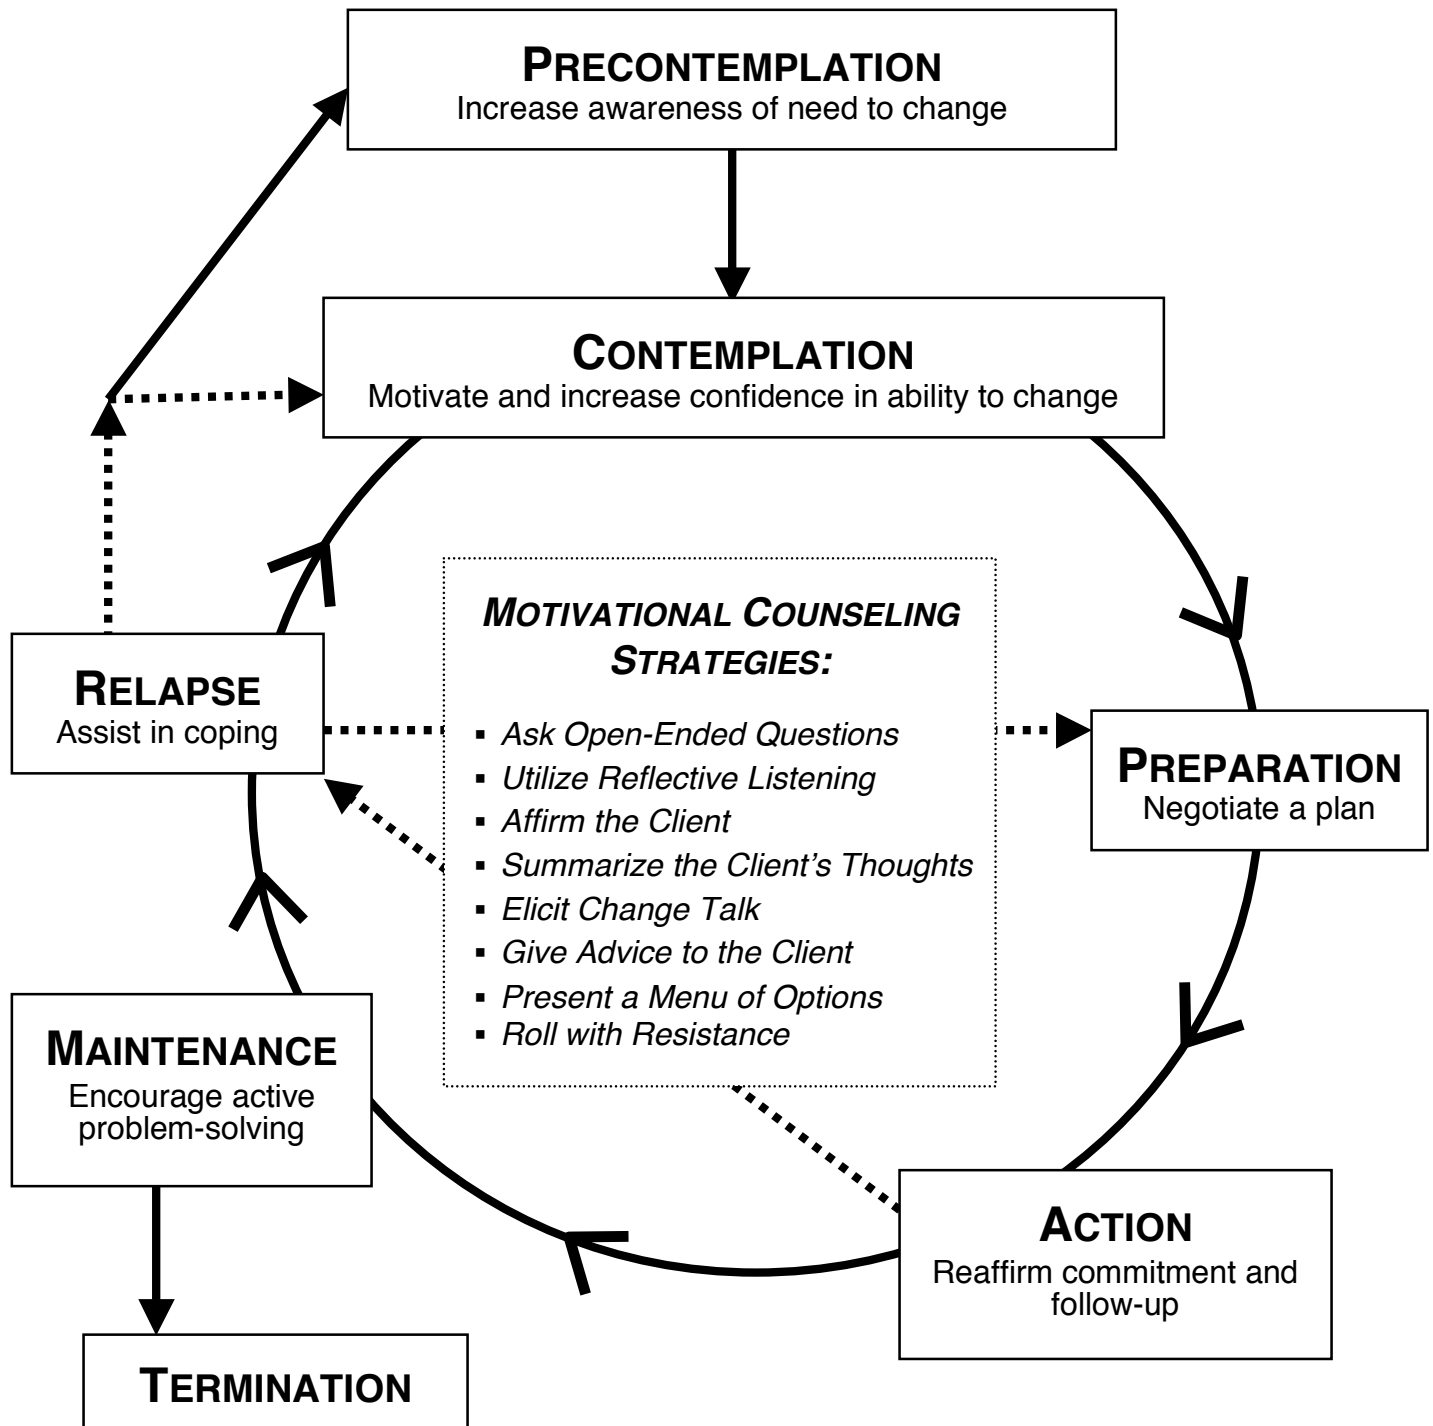 PRECONTEMPLATION
Increase awareness of need to change
CONTEMPLATION
Motivate and increase confidence in ability to change
MOTIVATIONAL COUNSELING
STRATEGIES:
▪ Ask Open-Ended Questions
▪ Utilize Reflective Listening
▪ Affirm the Client
▪ Summarize the Client's Thoughts
▪ Elicit Change Talk
▪ Give Advice to the Client
▪ Present a Menu of Options
▪ Roll with Resistance
RELAPSE
Assist in coping
PREPARATION
Negotiate a plan
MAINTENANCE
Encourage active
problem-solving
ACTION
Reaffirm commitment and
follow-up
TERMINATION